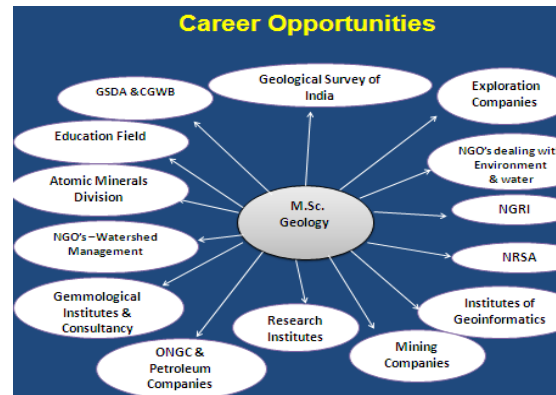 Career Opportunities
Geological Survey of
India
GSDA &CGWB
Exploration
Companies
Education Field
NGO's dealing wit
Environment
& water
Atomic Minerals
Division
M.Sc.
Geology
NGRI
NGO's –Watershed
Management
NRSA
Gemmological
Institutes &
Consultancy
Institutes of
Geoinformatics
Research
Institutes
Mining
Companies
ONGC &
Petroleum
Companies